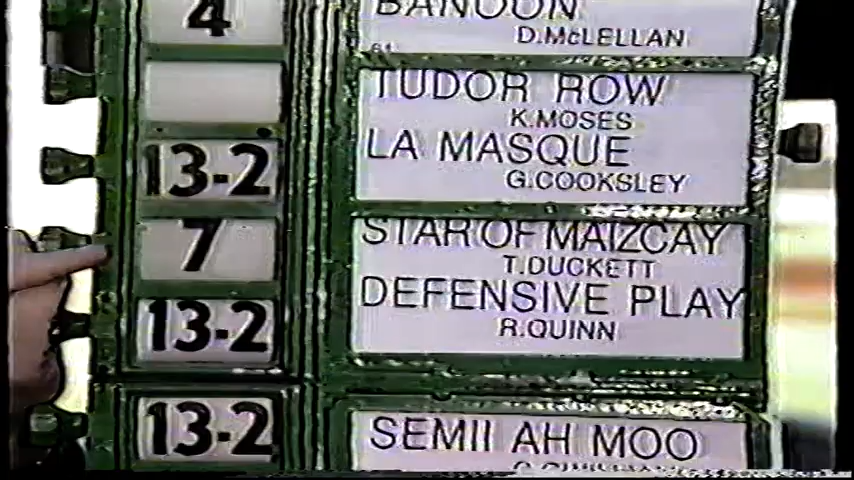 4
BANOON
D.McLELLAN
61
TUDOR ROW
K.MOSES
13-2
LA MASQUE
G.COOKSLEY
7
STAR OF MAIZCAY
T.DUCKETT
13-2
DEFENSIVE PLAY
R.QUINN
13-2
SEMII AH MOO